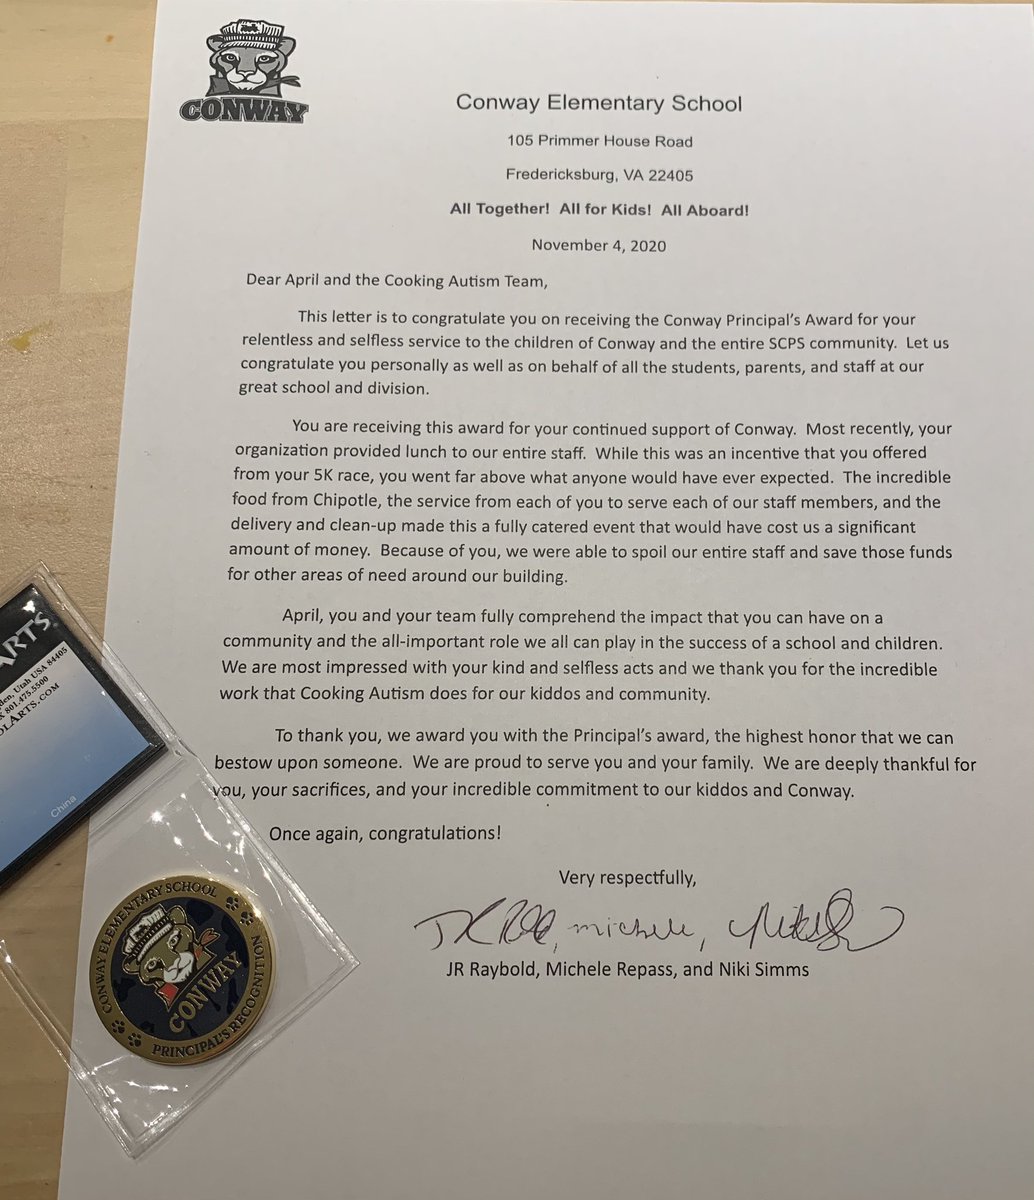 CONWAY
Conway Elementary School
105 Primmer House Road
Fredericksburg, VA 22405
All Together!  All for Kids!  All Aboard!
November 4, 2020
Dear April and the Cooking Autism Team,
This letter is to congratulate you on receiving the Conway Principal's Award for your
relentless and selfless service to the children of Conway and the entire SCPS community.  Let us
congratulate you personally as well as on behalf of all the students, parents, and staff at our
great school and division.
You are receiving this award for your continued support of Conway.  Most recently, your
organization provided lunch to our entire staff.  While this was an incentive that you offered
from your 5K race, you went far above what anyone would have ever expected.  The incredible
food from Chipotle, the service from each of you to serve each of our staff members, and the
delivery and clean-up made this a fully catered event that would have cost us a significant
amount of money.  Because of you, we were able to spoil our entire staff and save those funds
for other areas of need around our building.
April, you and your team fully comprehend the impact that you can have on a
community and the all-important role we all can play in the success of a school and children.
We are most impressed with your kind and selfless acts and we thank you for the incredible
work that Cooking Autism does for our kiddos and community.
To thank you, we award you with the Principal's award, the highest honor that we can
bestow upon someone.  We are proud to serve you and your family.  We are deeply thankful for
you, your sacrifices, and your incredible commitment to our kiddos and Conway.
Once again, congratulations!
Very respectfully,
michele,
JR Raybold, Michele Repass, and Niki Simms
ARTS
Utah USA 84405
801.475.5500
OLARTS.COM
China
CONWAY ELEMENTARY SCHOOL
CONWAY
PRINCIPAL'S RECOGNITION